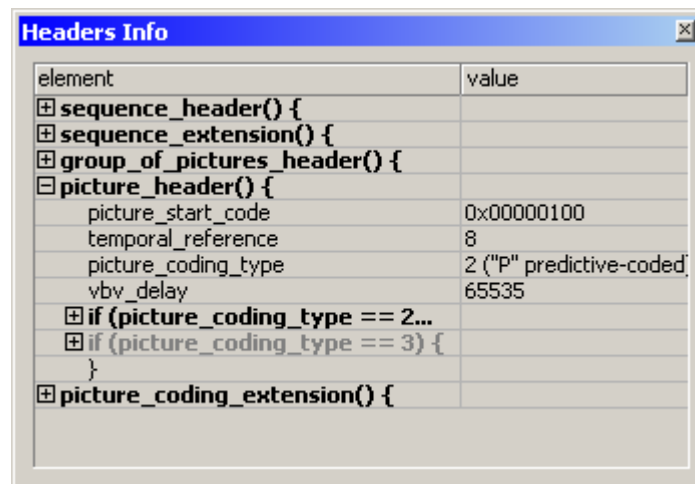 Headers Info
element value
sequence_header() {
sequence_extension() {
group_of_pictures_header() {
picture_header() {
picture_start_code 0x00000100
temporal_reference 8
picture_coding_type 2 ("P" predictive-coded)
vbv_delay 65535
if (picture_coding_type == 2...
if (picture_coding_type == 3) {
}
picture_coding_extension() {